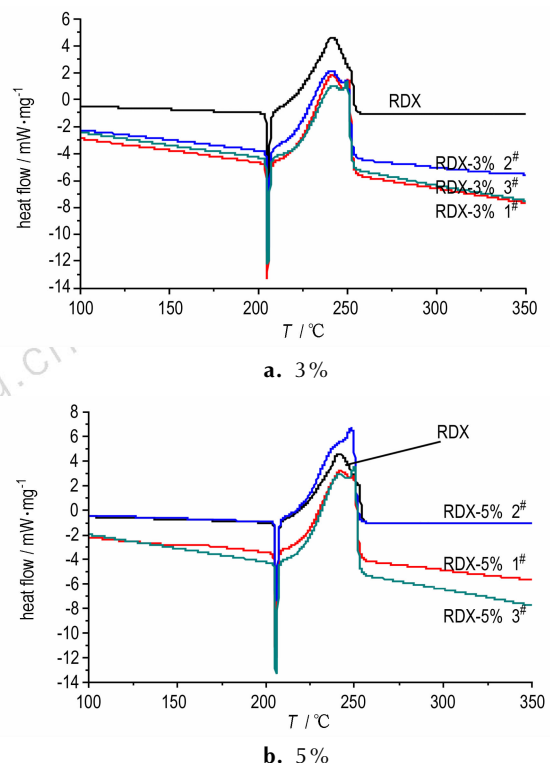 6
4
2
0
-2
-4
-6
-8
-10
-12
-14
heat flow / mW·mg-1
RDX
RDX-3% 2#
RDX-3% 3#
RDX-3% 1#
100 150 200 250 300 350
T / ℃
a. 3%
8
6
4
2
0
-2
-4
-6
-8
-10
-12
-14
heat flow / mW·mg-1
RDX
RDX-5% 2#
RDX-5% 1#
RDX-5% 3#
100 150 200 250 300 350
T / ℃
b. 5%